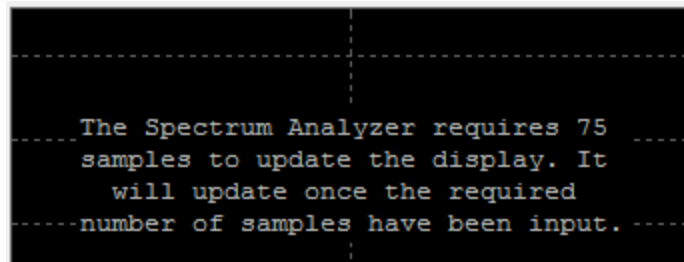 The Spectrum Analyzer requires 75
samples to update the display. It
will update once the required
number of samples have been input.